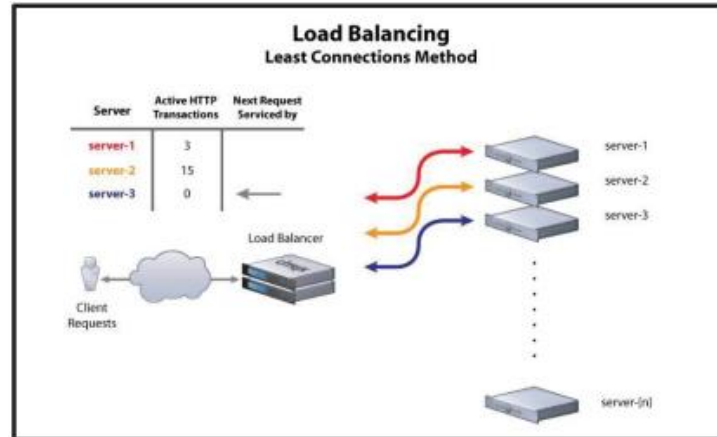 Load Balancing
Least Connections Method
Server
Active HTTP
Transactions
Next Request
Serviced by
server-1 3
server-2 15
server-3 0
Load Balancer
CITRIX
Client
Requests
server-1
server-2
server-3
server-(n)